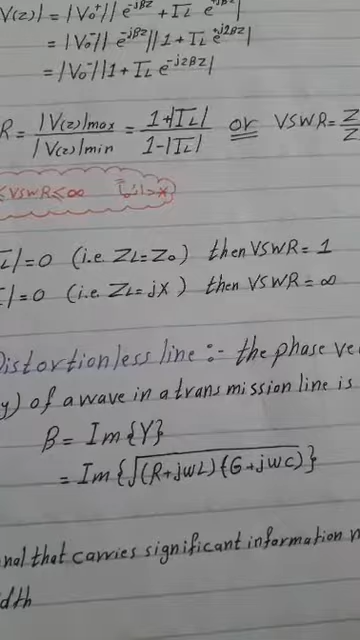 V(z)| = |V₀⁺| |e^-jβz + ΓL e^+jβz|
= |V₀⁻| |e^-jβz| |1 + ΓL e^+j2βz|
= |V₀⁻| |1 + ΓL e^-j2βz|
R = |V(z)|max / |V(z)|min = 1+|ΓL| / 1-|ΓL| or VSWR = Z / Z
≤ VSWR ≤ ∞
L| = 0 (i.e ZL = Z₀) then VSWR = 1
| = 0 (i.e ZL = jX) then VSWR = ∞
Distortionless line :- the phase ve
y) of a wave in a transmission line is
β = Im{γ}
= Im{√(R+jωL)(G+jωC)}
nal that carries significant information
dth